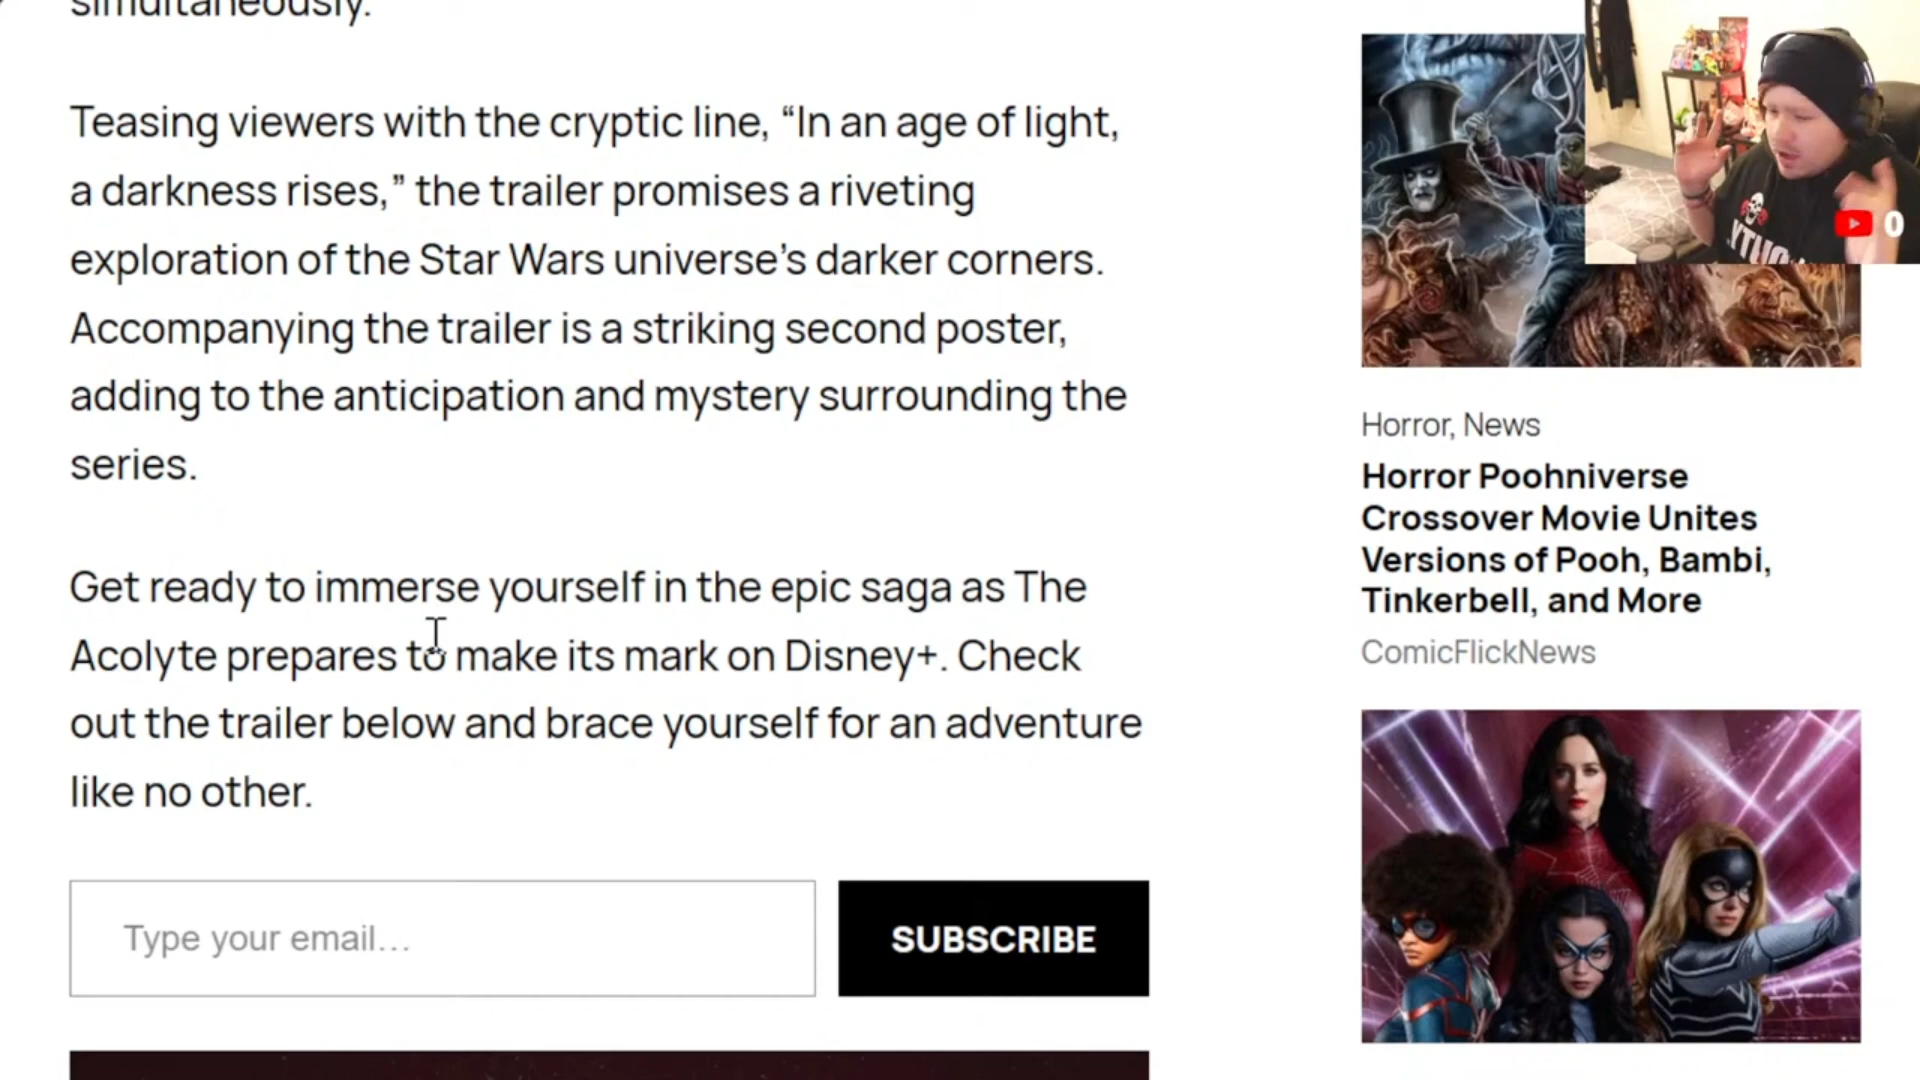 simultaneously.
Teasing viewers with the cryptic line, “In an age of light,
a darkness rises,” the trailer promises a riveting
exploration of the Star Wars universe’s darker corners.
Accompanying the trailer is a striking second poster,
adding to the anticipation and mystery surrounding the
series.
Get ready to immerse yourself in the epic saga as The
Acolyte prepares to make its mark on Disney+. Check
out the trailer below and brace yourself for an adventure
like no other.
Type your email…
SUBSCRIBE
0
Horror, News
Horror Poohniverse
Crossover Movie Unites
Versions of Pooh, Bambi,
Tinkerbell, and More
ComicFlickNews